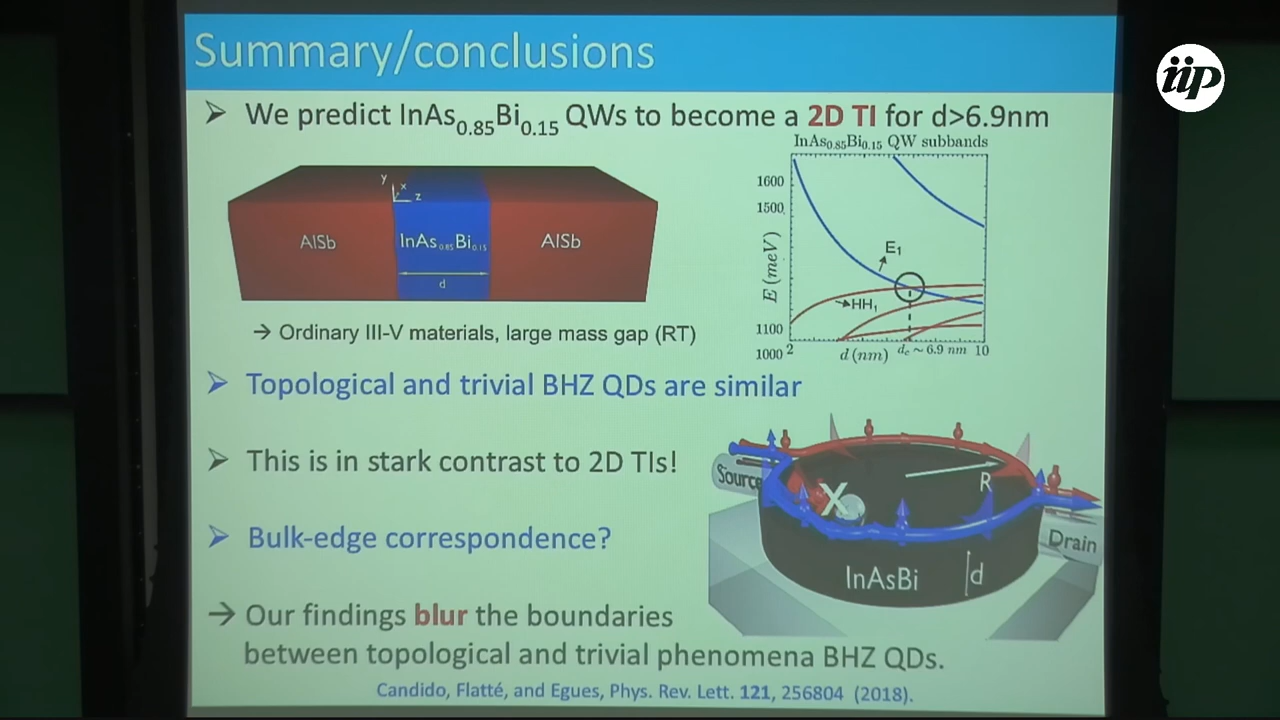 Summary/conclusions
iip
➢ We predict InAs0.85Bi0.15 QWs to become a 2D TI for d>6.9nm
InAs0.85Bi0.15 QW subbands
1600
1500
E (meV)
1100
1000
2
10
d (nm)
dc ~ 6.9 nm
E1
HH1
y
x
z
AlSb
InAs0.85Bi0.15
AlSb
d
→ Ordinary III-V materials, large mass gap (RT)
➢ Topological and trivial BHZ QDs are similar
➢ This is in stark contrast to 2D TIs!
➢ Bulk-edge correspondence?
→ Our findings blur the boundaries
between topological and trivial phenomena BHZ QDs.
Source
X
R
Drain
InAsBi
d
Candido, Flatté, and Egues, Phys. Rev. Lett. 121, 256804 (2018).